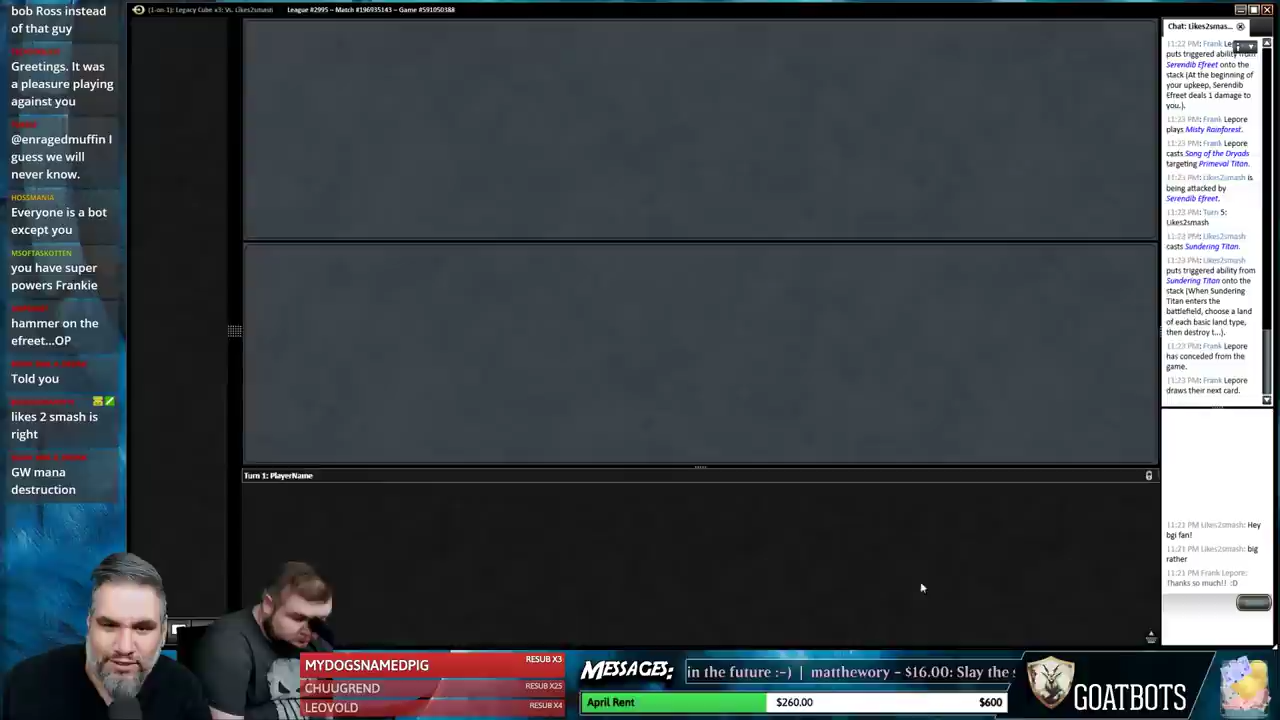 bob Ross instead
of that guy
Greetings. It was
a pleasure playing
against you
@enragedmuffin I
guess we will
never know.
HOSSMANIA
Everyone is a bot
except you
MSOFTASKOTTEN
you have super
powers Frankie
hammer on the
efreet...OP
Told you
likes 2 smash is
right
GW mana
destruction
(1-on-1): Legacy Cube x3: Vs. Likes2smash
League #2995 -- Match #196935143 -- Game #591050388
Turn 1: PlayerName
Chat: Likes2smas...
11:22 PM: Frank
puts triggered ability from
Serendib Efreet onto the
stack (At the beginning of
your upkeep, Serendib
Efreet deals 1 damage to
you.).
11:23 PM: Frank Lepore
plays Misty Rainforest.
11:23 PM: Frank Lepore
casts Song of the Dryads
targeting Primeval Titan.
11:23 PM: Likes2smash is
being attacked by
Serendib Efreet.
11:23 PM: Turn 5:
Likes2smash
11:23 PM: Likes2smash
casts Sundering Titan.
11:23 PM: Likes2smash
puts triggered ability from
Sundering Titan onto the
stack (When Sundering
Titan enters the
battlefield, choose a land
of each basic land type,
then destroy t...).
11:23 PM: Frank Lepore
has conceded from the
game.
11:23 PM: Frank Lepore
draws their next card.
11:21 PM Likes2smash: Hey
bgi fan!
11:21 PM Likes2smash: big
rather
11:21 PM Frank Lepore:
Thanks so much!! :D
MYDOGSNAMEDPIG RESUB X3
CHUUGREND RESUB X25
LEOVOLD RESUB X4
MESSAGES: in the future :-) | matthewory - $16.00: Slay the s
April Rent $260.00 $600
GOATBOTS